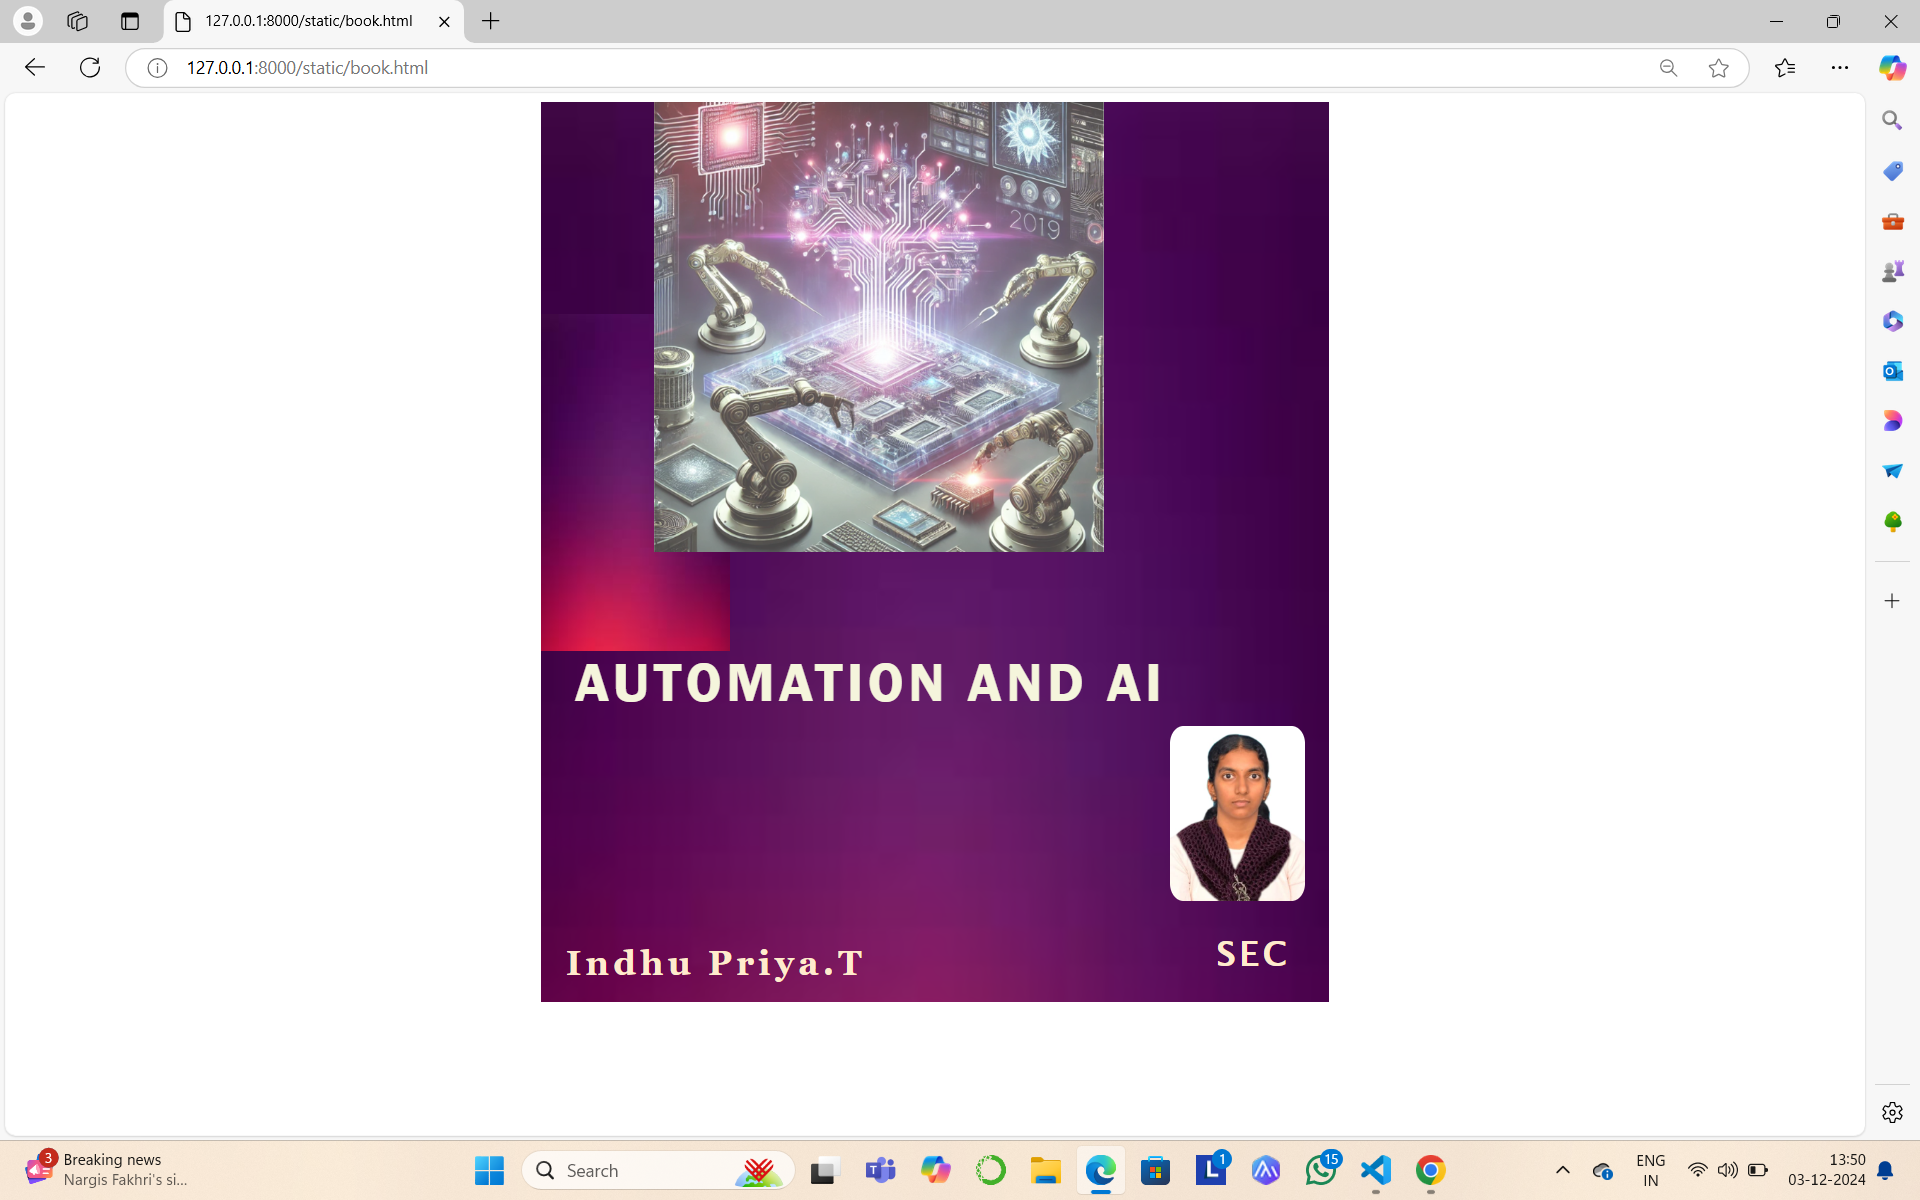 127.0.0.1:8000/static/book.html
127.0.0.1:8000/static/book.html
2019
AUTOMATION AND AI
Indhu Priya.T
SEC
3
Breaking news
Nargis Fakhri's si...
Search
1
15
ENG
IN
13:50
03-12-2024